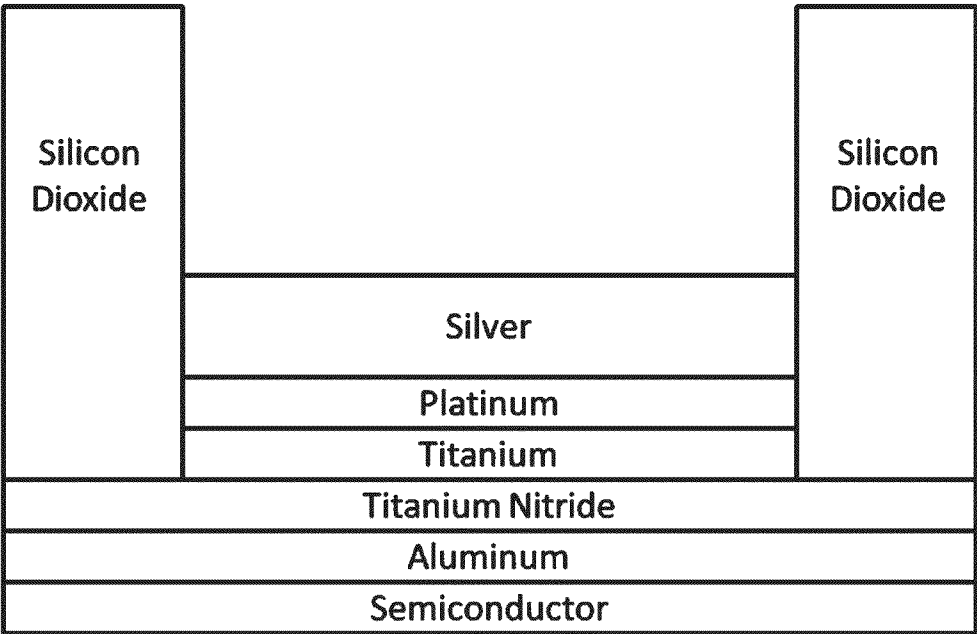 Silicon
Dioxide
Silicon
Dioxide
Silver
Platinum
Titanium
Titanium Nitride
Aluminum
Semiconductor